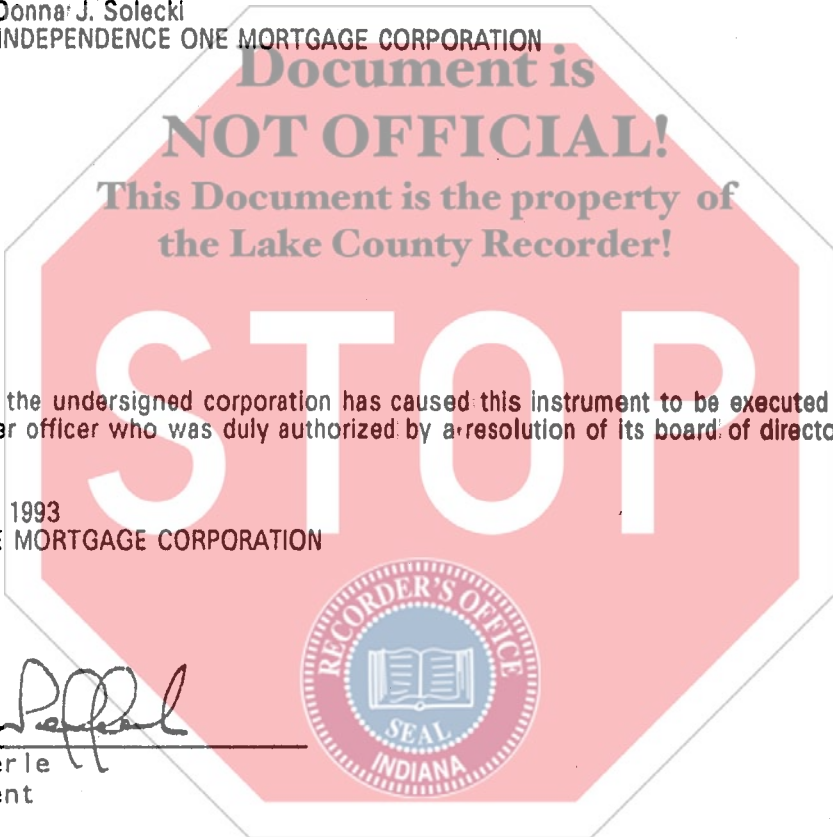 Donna J. Solecki
INDEPENDENCE ONE MORTGAGE CORPORATION
Document is
NOT OFFICIAL!
This Document is the property of
the Lake County Recorder!
STOP
the undersigned corporation has caused this instrument to be executed
er officer who was duly authorized by a resolution of its board of directo
1993
E MORTGAGE CORPORATION
RECORDER'S OFFICE
SEAL
INDIANA
erle
ent